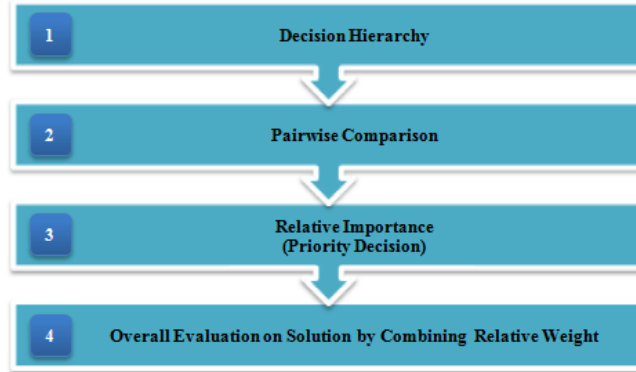 1 Decision Hierarchy
2 Pairwise Comparison
3 Relative Importance
(Priority Decision)
4 Overall Evaluation on Solution by Combining Relative Weight